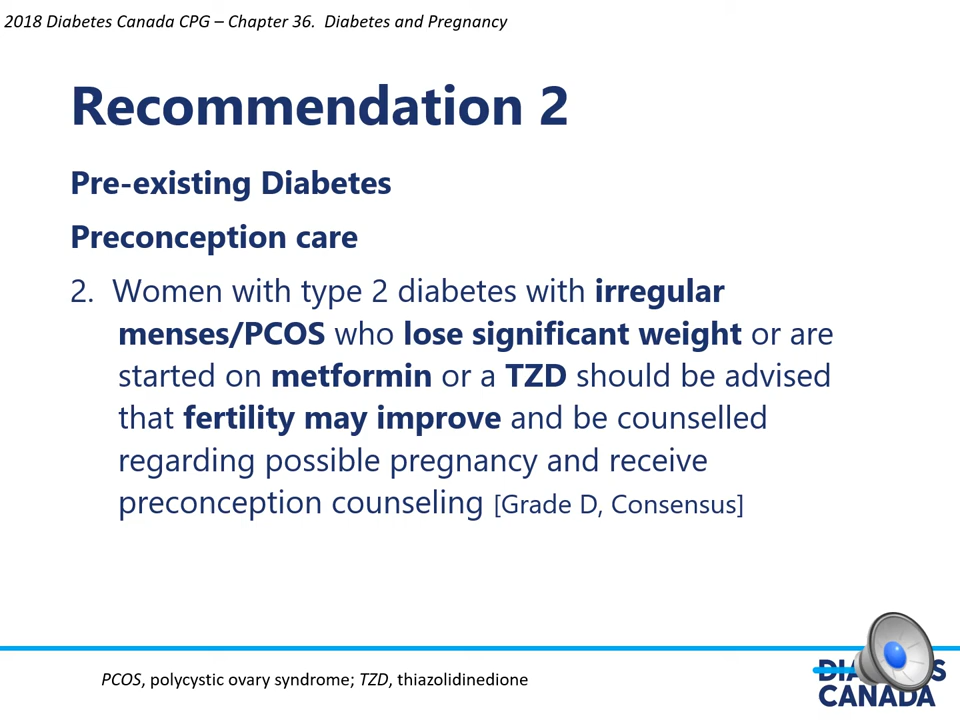 2018 Diabetes Canada CPG – Chapter 36.  Diabetes and Pregnancy
Recommendation 2
Pre-existing Diabetes
Preconception care
2.  Women with type 2 diabetes with irregular
menses/PCOS who lose significant weight or are
started on metformin or a TZD should be advised
that fertility may improve and be counselled
regarding possible pregnancy and receive
preconception counseling [Grade D, Consensus]
PCOS, polycystic ovary syndrome; TZD, thiazolidinedione
CANADA